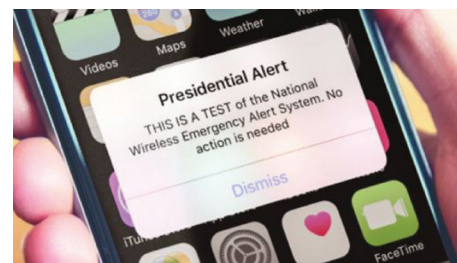 Videos
Maps
Weather
Presidential Alert
THIS IS A TEST of the National
Wireless Emergency Alert System. No
action is needed
Dismiss
FaceTime